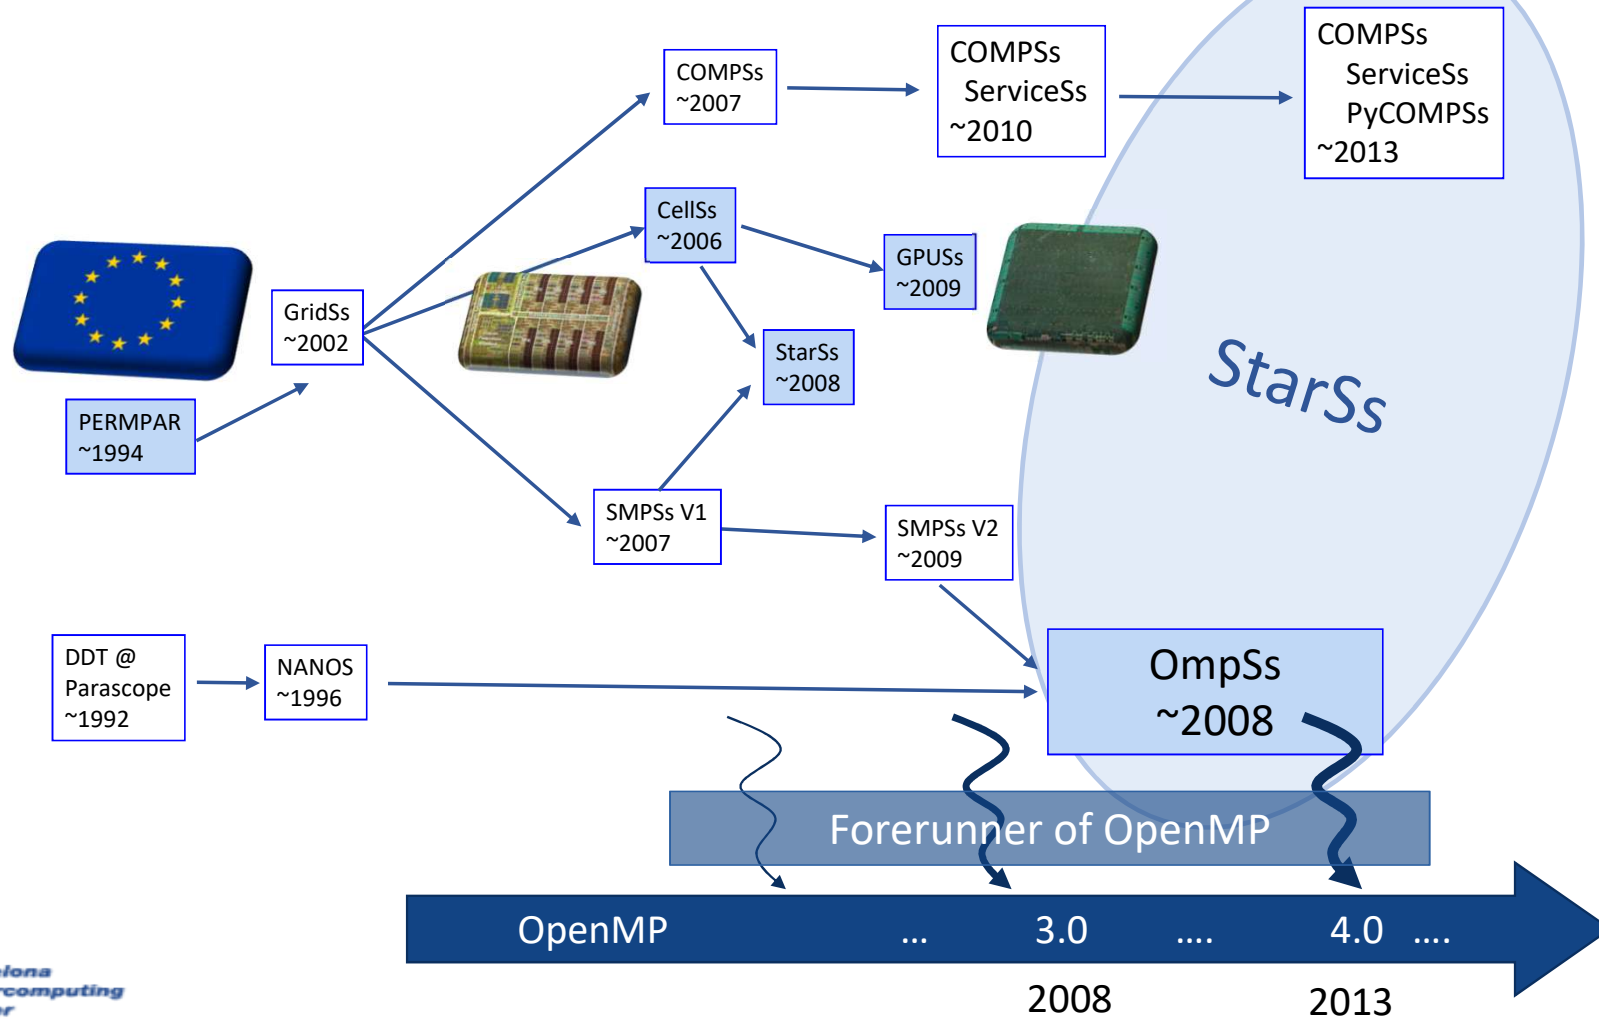 COMPSs
~2007
COMPSs
ServiceSs
~2010
COMPSs
ServiceSs
PyCOMPSs
~2013
CellSs
~2006
GPUSs
~2009
GridSs
~2002
StarSs
~2008
StarSs
PERMPAR
~1994
SMPSs V1
~2007
SMPSs V2
~2009
DDT @
Parascope
~1992
NANOS
~1996
OmpSs
~2008
Forerunner of OpenMP
OpenMP ... 3.0 .... 4.0 ....
2008 2013